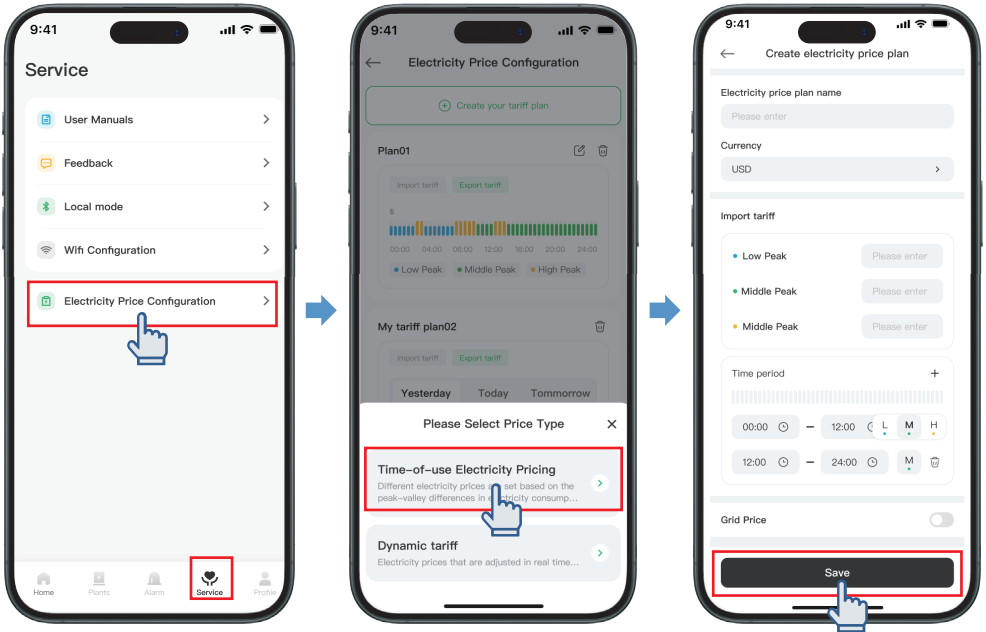 9:41
Service
User Manuals
Feedback
Local mode
Wifi Configuration
Electricity Price Configuration
Home
Plants
Alarm
Service
Profile
9:41
Electricity Price Configuration
Create your tariff plan
Plan01
Import tariff Export tariff
$
00:00 04:00 08:00 12:00 16:00 20:00 24:00
Low Peak Middle Peak High Peak
My tariff plan02
Import tariff Export tariff
Yesterday Today Tommorrow
Please Select Price Type
Time-of-use Electricity Pricing
Different electricity prices set based on the
peak-valley differences in consump...
Dynamic tariff
Electricity prices that are adjusted in real time...
9:41
Create electricity price plan
Electricity price plan name
Please enter
Currency
USD
Import tariff
Low Peak Please enter
Middle Peak Please enter
Middle Peak Please enter
Time period
00:00 – 12:00 L M H
12:00 – 24:00 M
Grid Price
Save